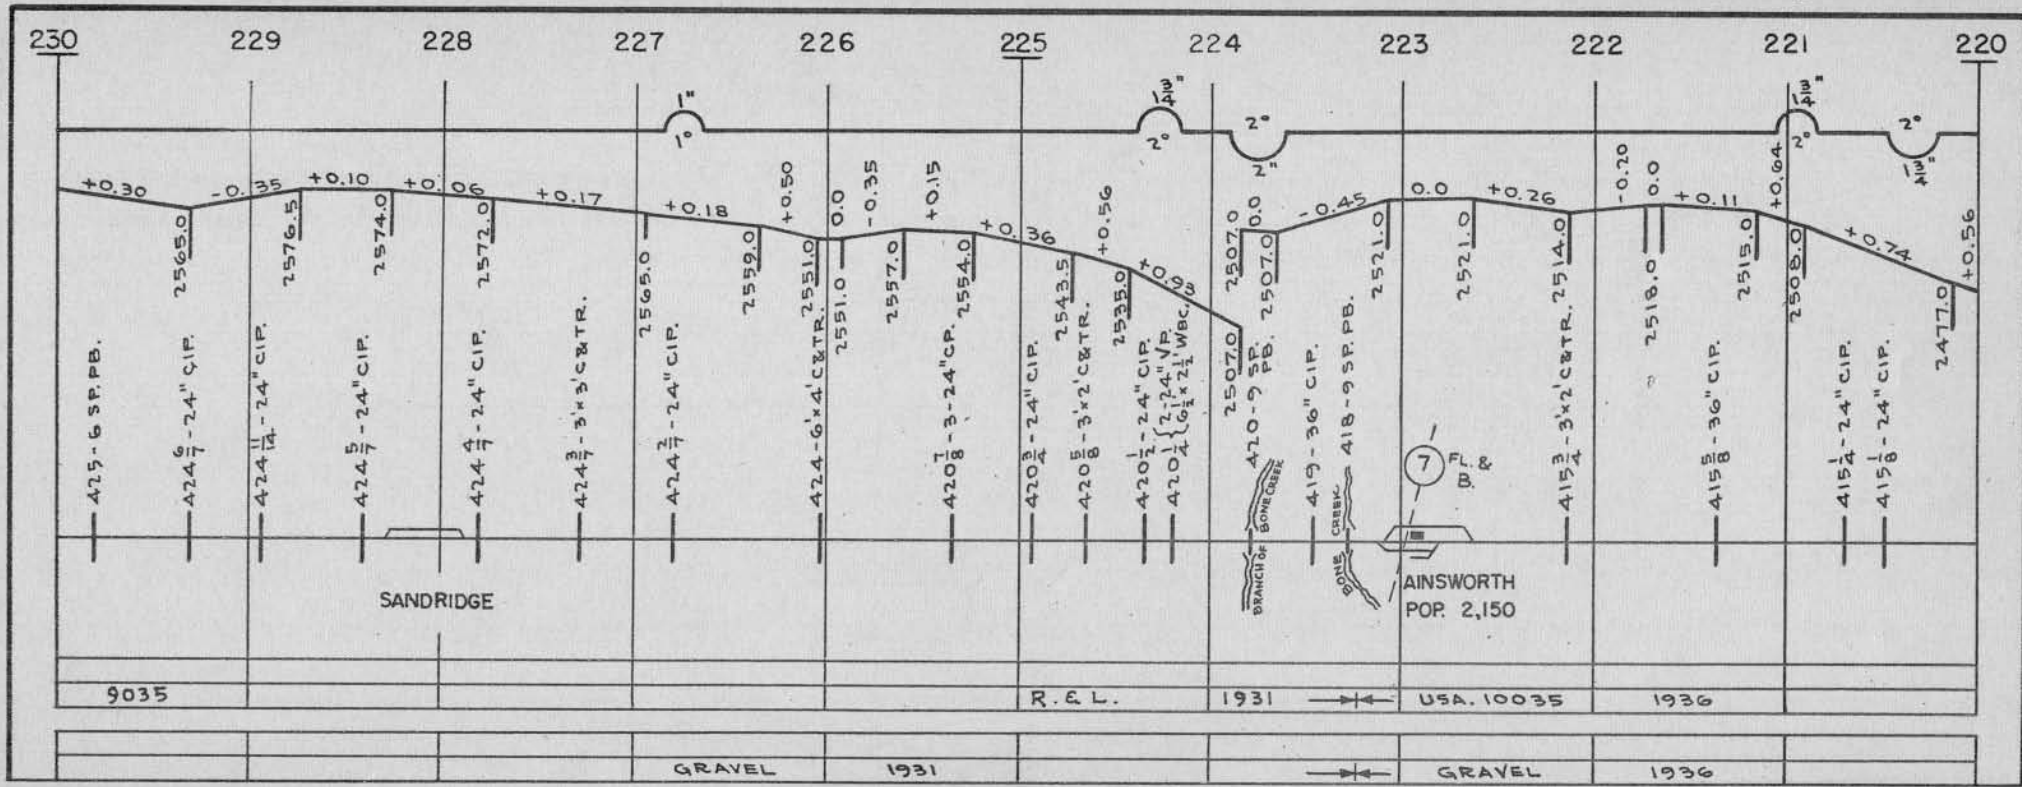 230 229 228 227 226 225 224 223 222 221 220
1" 1¾" 2° 1¾" 2°
1° 2° 2" 2° 1¾"
+0.30 -0.35 +0.10 +0.06 +0.17 +0.18 +0.50 0.0 -0.35 +0.15 +0.36 +0.56 +0.93 0.0 -0.45 0.0 +0.26 -0.20 0.0 +0.11 +0.64 +0.74 +0.56
2565.0 2576.5 2574.0 2572.0 2565.0 2559.0 2551.0 2551.0 2557.0 2554.0 2543.5 2535.0 2507.0 2507.0 2507.0 2521.0 2521.0 2514.0 2518.0 2515.0 2508.0 2477.0
425-6 SP. PB.
424 6/7-24" CIP.
424 11/14-24" CIP.
424 5/7-24" CIP.
424 4/7-24" CIP.
424 3/7-3'x3' C&TR.
424 2/7-24" CIP.
424-6'x4' C&TR.
420 7/8-3-24" CP.
420 3/4-24" CIP.
420 5/8-3'x2' C&TR.
420 1/2-24" CIP.
420 1/4 {2-24" VP.
(6½'x2½' WBC.
420-9 SP.
PB.
419-36" CIP.
418-9 SP. PB.
415 3/4-3'x2' C&TR.
415 5/8-36" CIP.
415 1/4-24" CIP.
415 1/8-24" CIP.
BRANCH OF BONE CREEK
BONE CREEK
7 FL. &
B.
SANDRIDGE
AINSWORTH
POP. 2,150
9035 R. & L. 1931 USA. 10035 1936
GRAVEL 1931 GRAVEL 1936